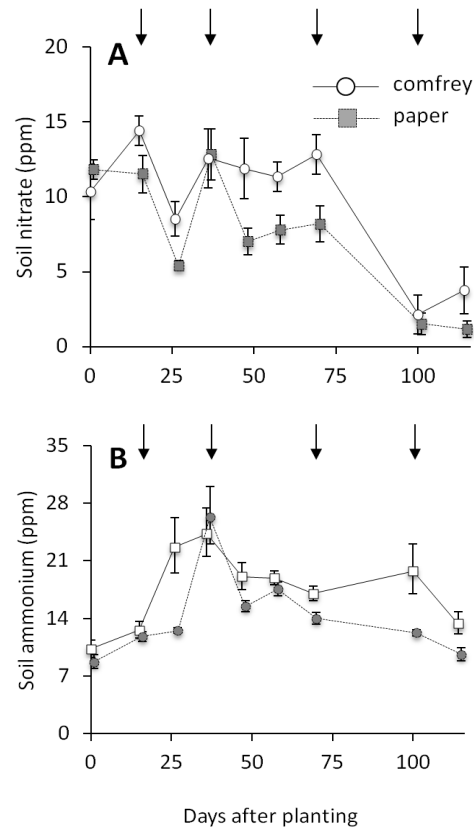 20
A
comfrey
15
paper
Soil nitrate (ppm)
10
5
0
0 25 50 75 100
35
B
28
Soil ammonium (ppm)
21
14
7
0
0 25 50 75 100
Days after planting